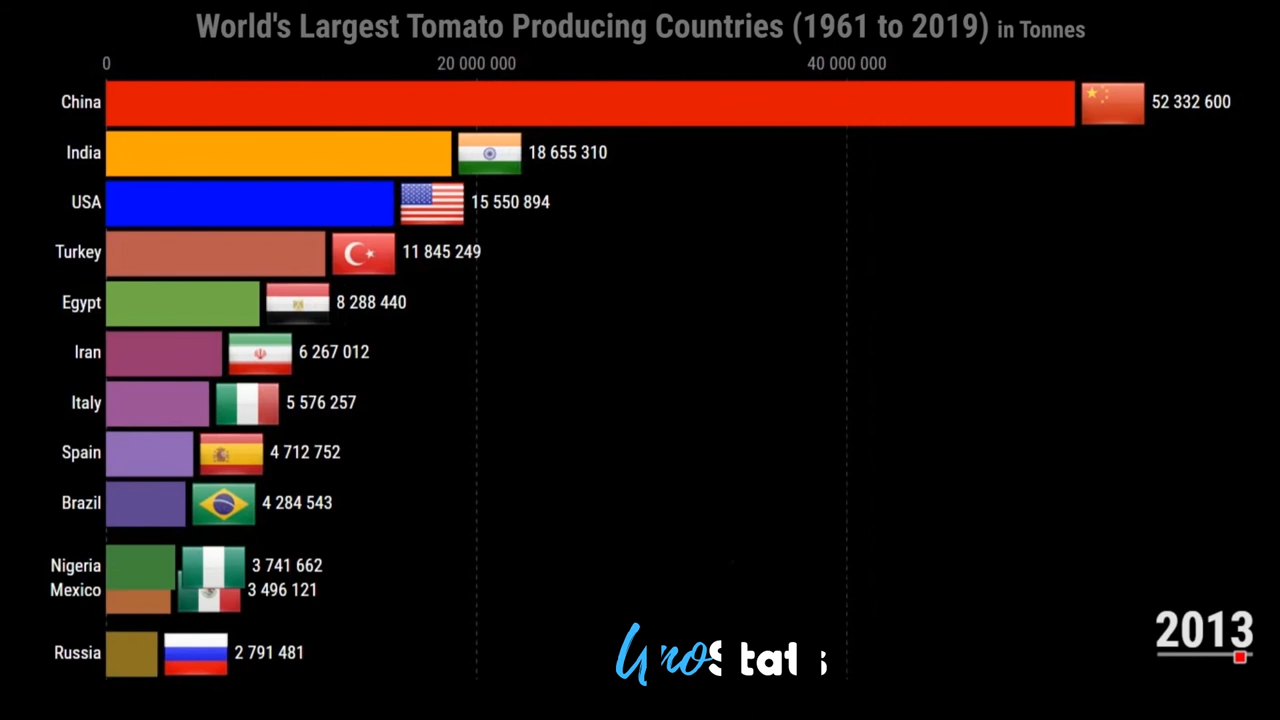 World's Largest Tomato Producing Countries (1961 to 2019) in Tonnes
0 20 000 000 40 000 000
China 52 332 600
India 18 655 310
USA 15 550 894
Turkey 11 845 249
Egypt 8 288 440
Iran 6 267 012
Italy 5 576 257
Spain 4 712 752
Brazil 4 284 543
Nigeria 3 741 662
Mexico 3 496 121
Russia 2 791 481
2013